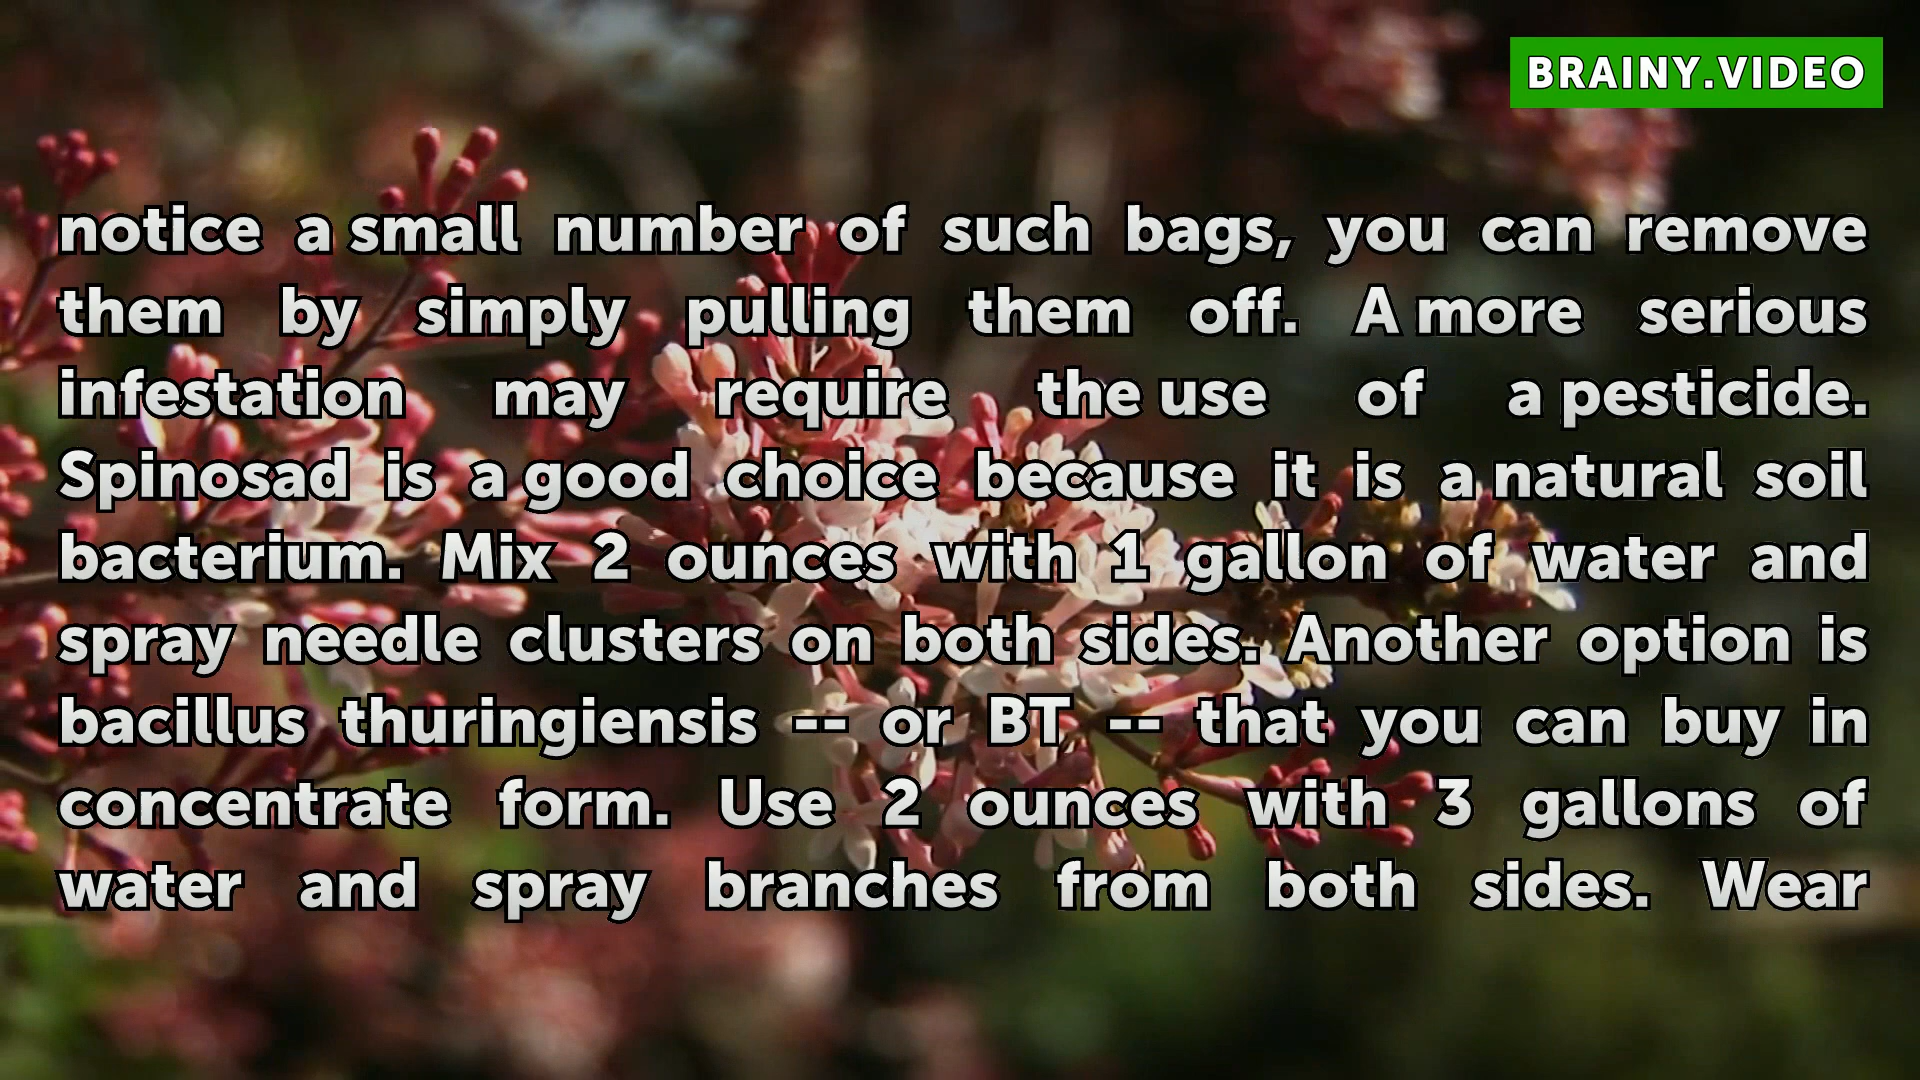 BRAINY.VIDEO
notice a small number of such bags, you can remove
them by simply pulling them off. A more serious
infestation may require the use of a pesticide.
Spinosad is a good choice because it is a natural soil
bacterium. Mix 2 ounces with 1 gallon of water and
spray needle clusters on both sides. Another option is
bacillus thuringiensis -- or BT -- that you can buy in
concentrate form. Use 2 ounces with 3 gallons of
water and spray branches from both sides. Wear